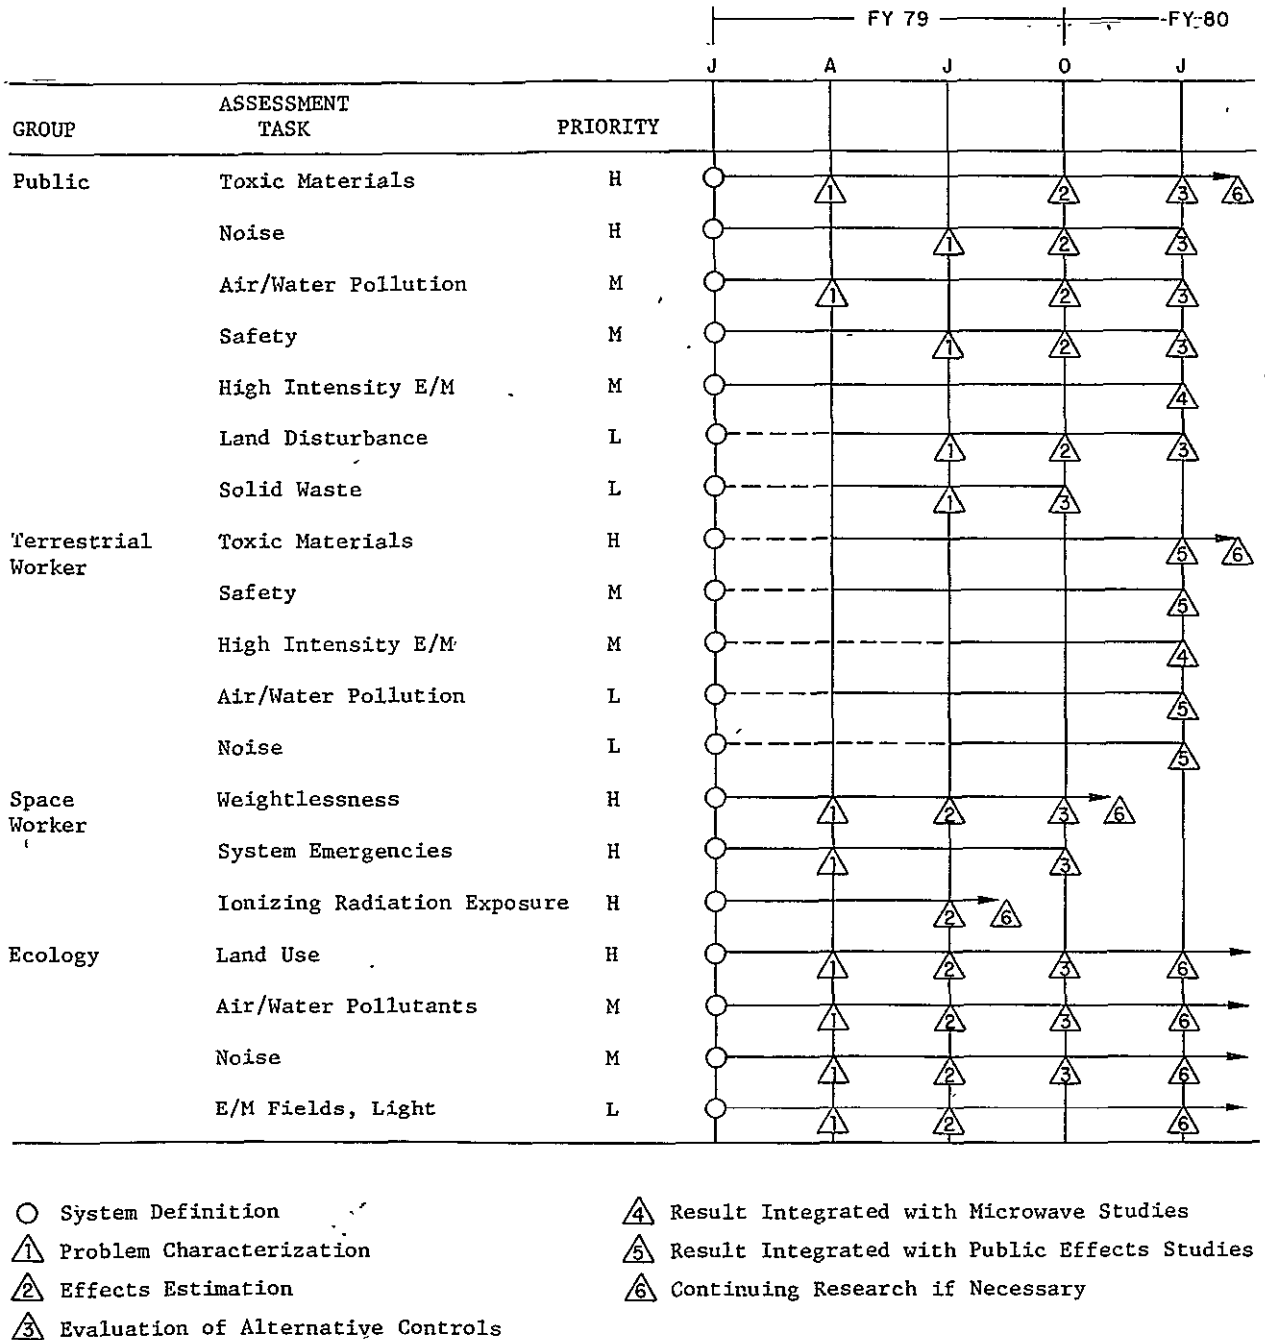 FY 79 FY-80
J A J O J
ASSESSMENT
GROUP TASK PRIORITY
Public Toxic Materials H 1 2 3 6
Noise H 1 2 3
Air/Water Pollution M 1 2 3
Safety M 1 2 3
High Intensity E/M M 4
Land Disturbance L 1 2 3
Solid Waste L 1 3
Terrestrial Toxic Materials H 5 6
Worker
Safety M 5
High Intensity E/M M 4
Air/Water Pollution L 5
Noise L 5
Space Weightlessness H 1 2 3 6
Worker
System Emergencies H 1 3
Ionizing Radiation Exposure H 2 6
Ecology Land Use H 1 2 3 6
Air/Water Pollutants M 1 2 3 6
Noise M 1 2 3 6
E/M Fields, Light L 1 2 6
System Definition
1 Problem Characterization
2 Effects Estimation
3 Evaluation of Alternative Controls
4 Result Integrated with Microwave Studies
5 Result Integrated with Public Effects Studies
6 Continuing Research if Necessary